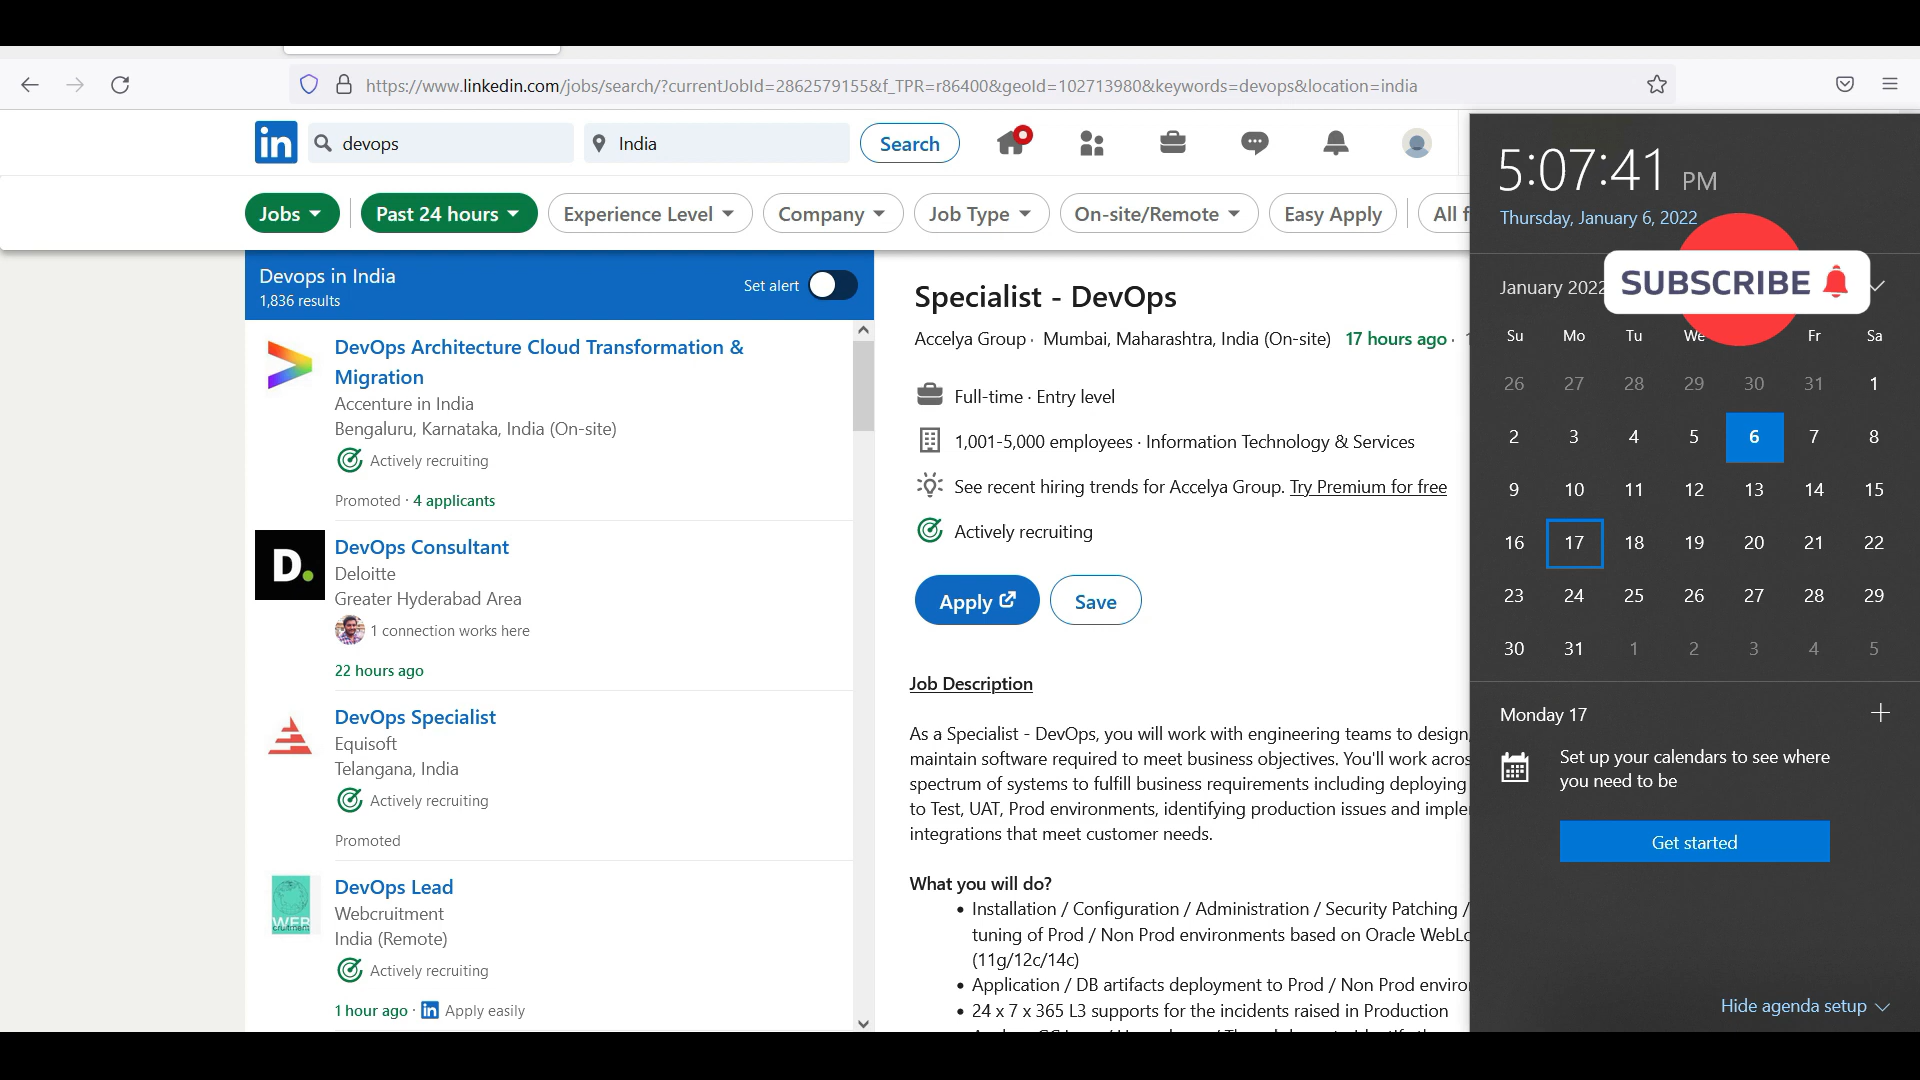 https://www.linkedin.com/jobs/search/?currentJobId=2862579155&f_TPR=r86400&geoId=102713980&keywords=devops&location=india
in
devops
India
Search
Jobs
Past 24 hours
Experience Level
Company
Job Type
On-site/Remote
Easy Apply
All f
Devops in India
1,836 results
Set alert
DevOps Architecture Cloud Transformation &
Migration
Accenture in India
Bengaluru, Karnataka, India (On-site)
Actively recruiting
Promoted · 4 applicants
D.
DevOps Consultant
Deloitte
Greater Hyderabad Area
1 connection works here
22 hours ago
DevOps Specialist
Equisoft
Telangana, India
Actively recruiting
Promoted
WEB
cruitment
DevOps Lead
Webcruitment
India (Remote)
Actively recruiting
1 hour ago · in Apply easily
Specialist - DevOps
Accelya Group · Mumbai, Maharashtra, India (On-site) 17 hours ago ·
Full-time · Entry level
1,001-5,000 employees · Information Technology & Services
See recent hiring trends for Accelya Group. Try Premium for free
Actively recruiting
Apply
Save
Job Description
As a Specialist - DevOps, you will work with engineering teams to design,
maintain software required to meet business objectives. You'll work acros
spectrum of systems to fulfill business requirements including deploying
to Test, UAT, Prod environments, identifying production issues and imple
integrations that meet customer needs.
What you will do?
• Installation / Configuration / Administration / Security Patching /
tuning of Prod / Non Prod environments based on Oracle WebLo
(11g/12c/14c)
• Application / DB artifacts deployment to Prod / Non Prod enviro
• 24 x 7 x 365 L3 supports for the incidents raised in Production
5:07:41 PM
Thursday, January 6, 2022
January 2022
SUBSCRIBE
Su Mo Tu We Fr Sa
26 27 28 29 30 31 1
2 3 4 5 6 7 8
9 10 11 12 13 14 15
16 17 18 19 20 21 22
23 24 25 26 27 28 29
30 31 1 2 3 4 5
Monday 17
Set up your calendars to see where
you need to be
Get started
Hide agenda setup